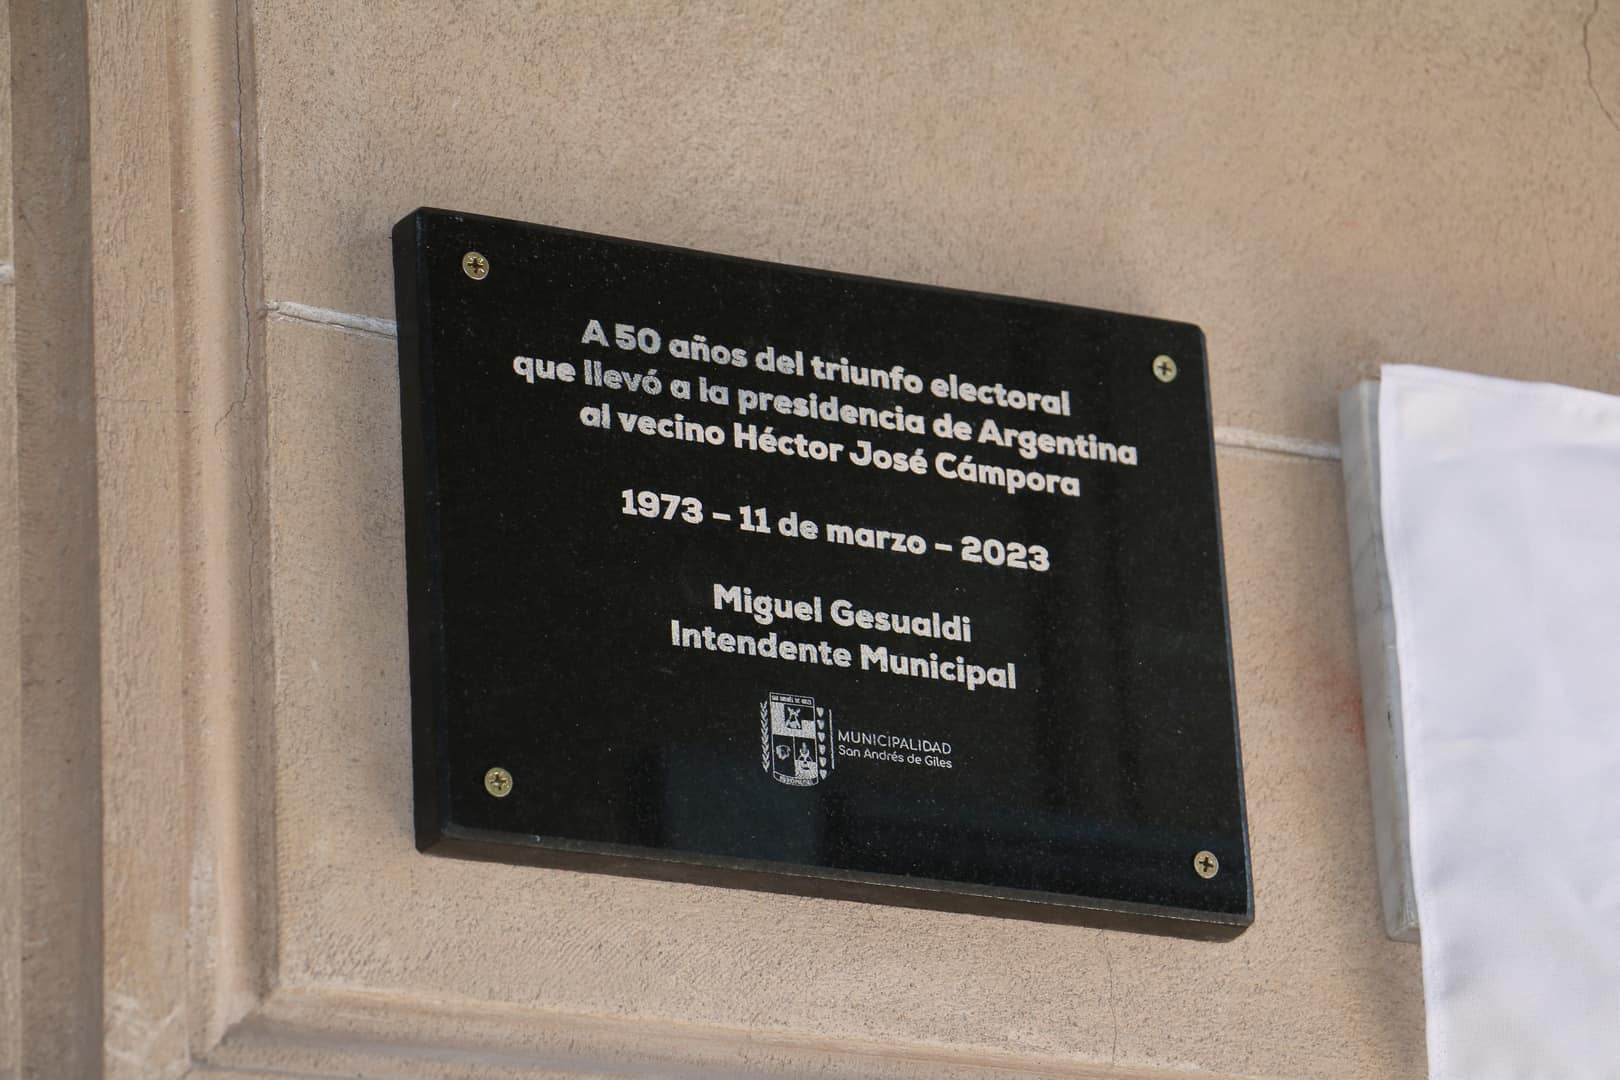 A 50 años del triunfo electoral
que llevó a la presidencia de Argentina
al vecino Héctor José Cámpora
1973 – 11 de marzo – 2023
Miguel Gesualdi
Intendente Municipal
MUNICIPALIDAD
San Andrés de Giles